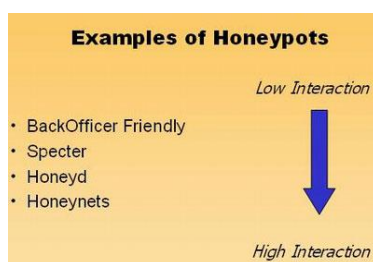 Examples of Honeypots
Low Interaction
• BackOfficer Friendly
• Specter
• Honeyd
• Honeynets
High Interaction